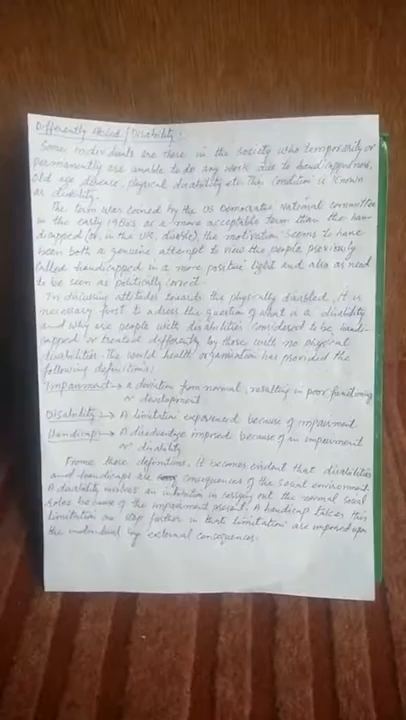 Differently Abled / Disability :
Some individuals are there in the society who temporarily or
permanently are unable to do any work due to handicappedness,
Old age disease, physical disability etc. The condition is known
as disability.
The term was coined by the US Democratic National committee
in the early 1980s as a more acceptable term than the han-
dicapped (or, in the UK, disable), the motivation seems to have
been both a genuine attempt to view the people previously
called handicapped in a more positive light and also as need
to be seen as politically correct.
In discussing attitudes towards the physically disabled, it is
necessary first to adress the question of what is a disability
and why are people with disabilities considered to be handi-
capped or treated differently by those with no physical
disabilities. The world health organisation has provided the
following definitions:
Impairment → a deviation from normal, resulting in poor functioning
or development
Disability → A limitation experienced because of impairment
Handicap → A disadvantage imposed because of an impairment
or disability
From these definitions, it becomes evident that disabilities
and handicaps are consequences of the social environment.
A disability involves an in carrying out the normal social
roles because of the impairment present. A handicap takes this
limitation one step further in that limitation are imposed upon
the individual by external consequences.